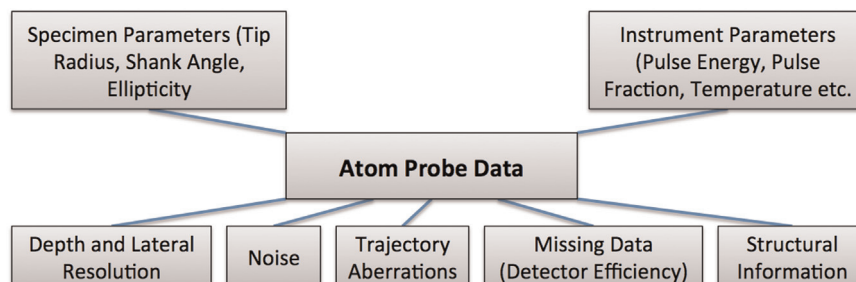 Specimen Parameters (Tip
Radius, Shank Angle,
Ellipticity
Instrument Parameters
(Pulse Energy, Pulse
Fraction, Temperature etc.
Atom Probe Data
Depth and Lateral
Resolution
Noise
Trajectory
Aberrations
Missing Data
(Detector Efficiency)
Structural
Information